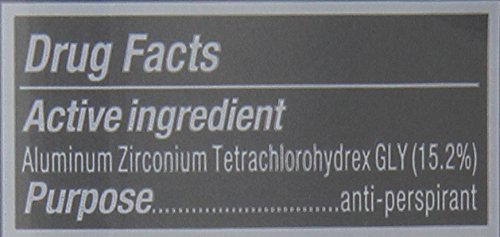 Drug Facts
Active ingredient
Aluminum Zirconium Tetrachlorohydrex GLY (15.2%)
Purpose......................anti-perspirant